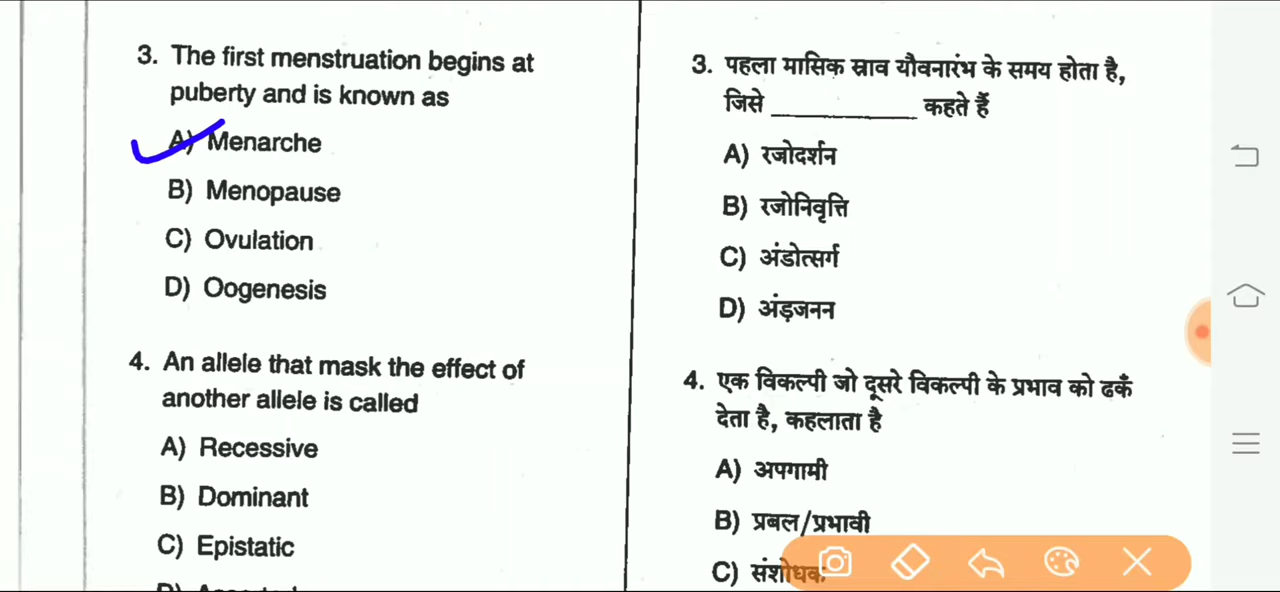 3. The first menstruation begins at
puberty and is known as
A) Menarche
B) Menopause
C) Ovulation
D) Oogenesis
4. An allele that mask the effect of
another allele is called
A) Recessive
B) Dominant
C) Epistatic
3. पहला मासिक स्राव यौवनारंभ के समय होता है,
जिसे ____________ कहते हैं
A) रजोदर्शन
B) रजोनिवृत्ति
C) अंडोत्सर्ग
D) अंड़जनन
4. एक विकल्पी जो दूसरे विकल्पी के प्रभाव को ढकँ
देता है, कहलाता है
A) अपगामी
B) प्रबल/प्रभावी
C) संशोधक